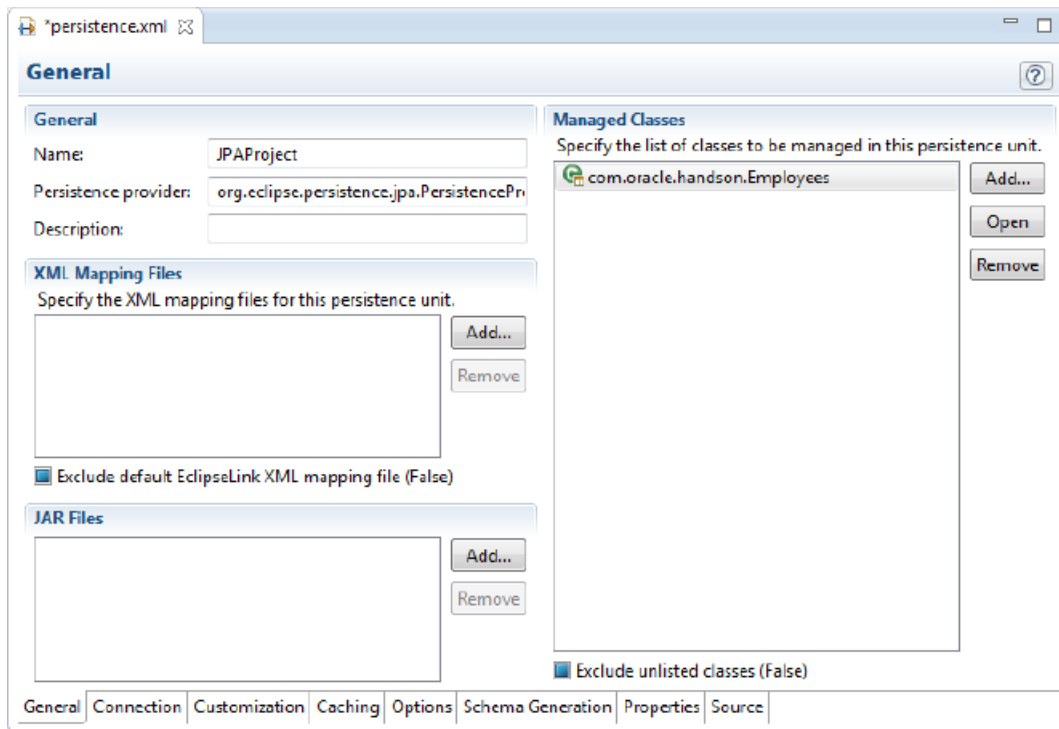 *persistence.xml
General
General
Name: JPAProject
Persistence provider: org.eclipse.persistence.jpa.PersistencePr
Description:
XML Mapping Files
Specify the XML mapping files for this persistence unit.
Add...
Remove
Exclude default EclipseLink XML mapping file (False)
JAR Files
Add...
Remove
Managed Classes
Specify the list of classes to be managed in this persistence unit.
com.oracle.handson.Employees
Add...
Open
Remove
Exclude unlisted classes (False)
General Connection Customization Caching Options Schema Generation Properties Source